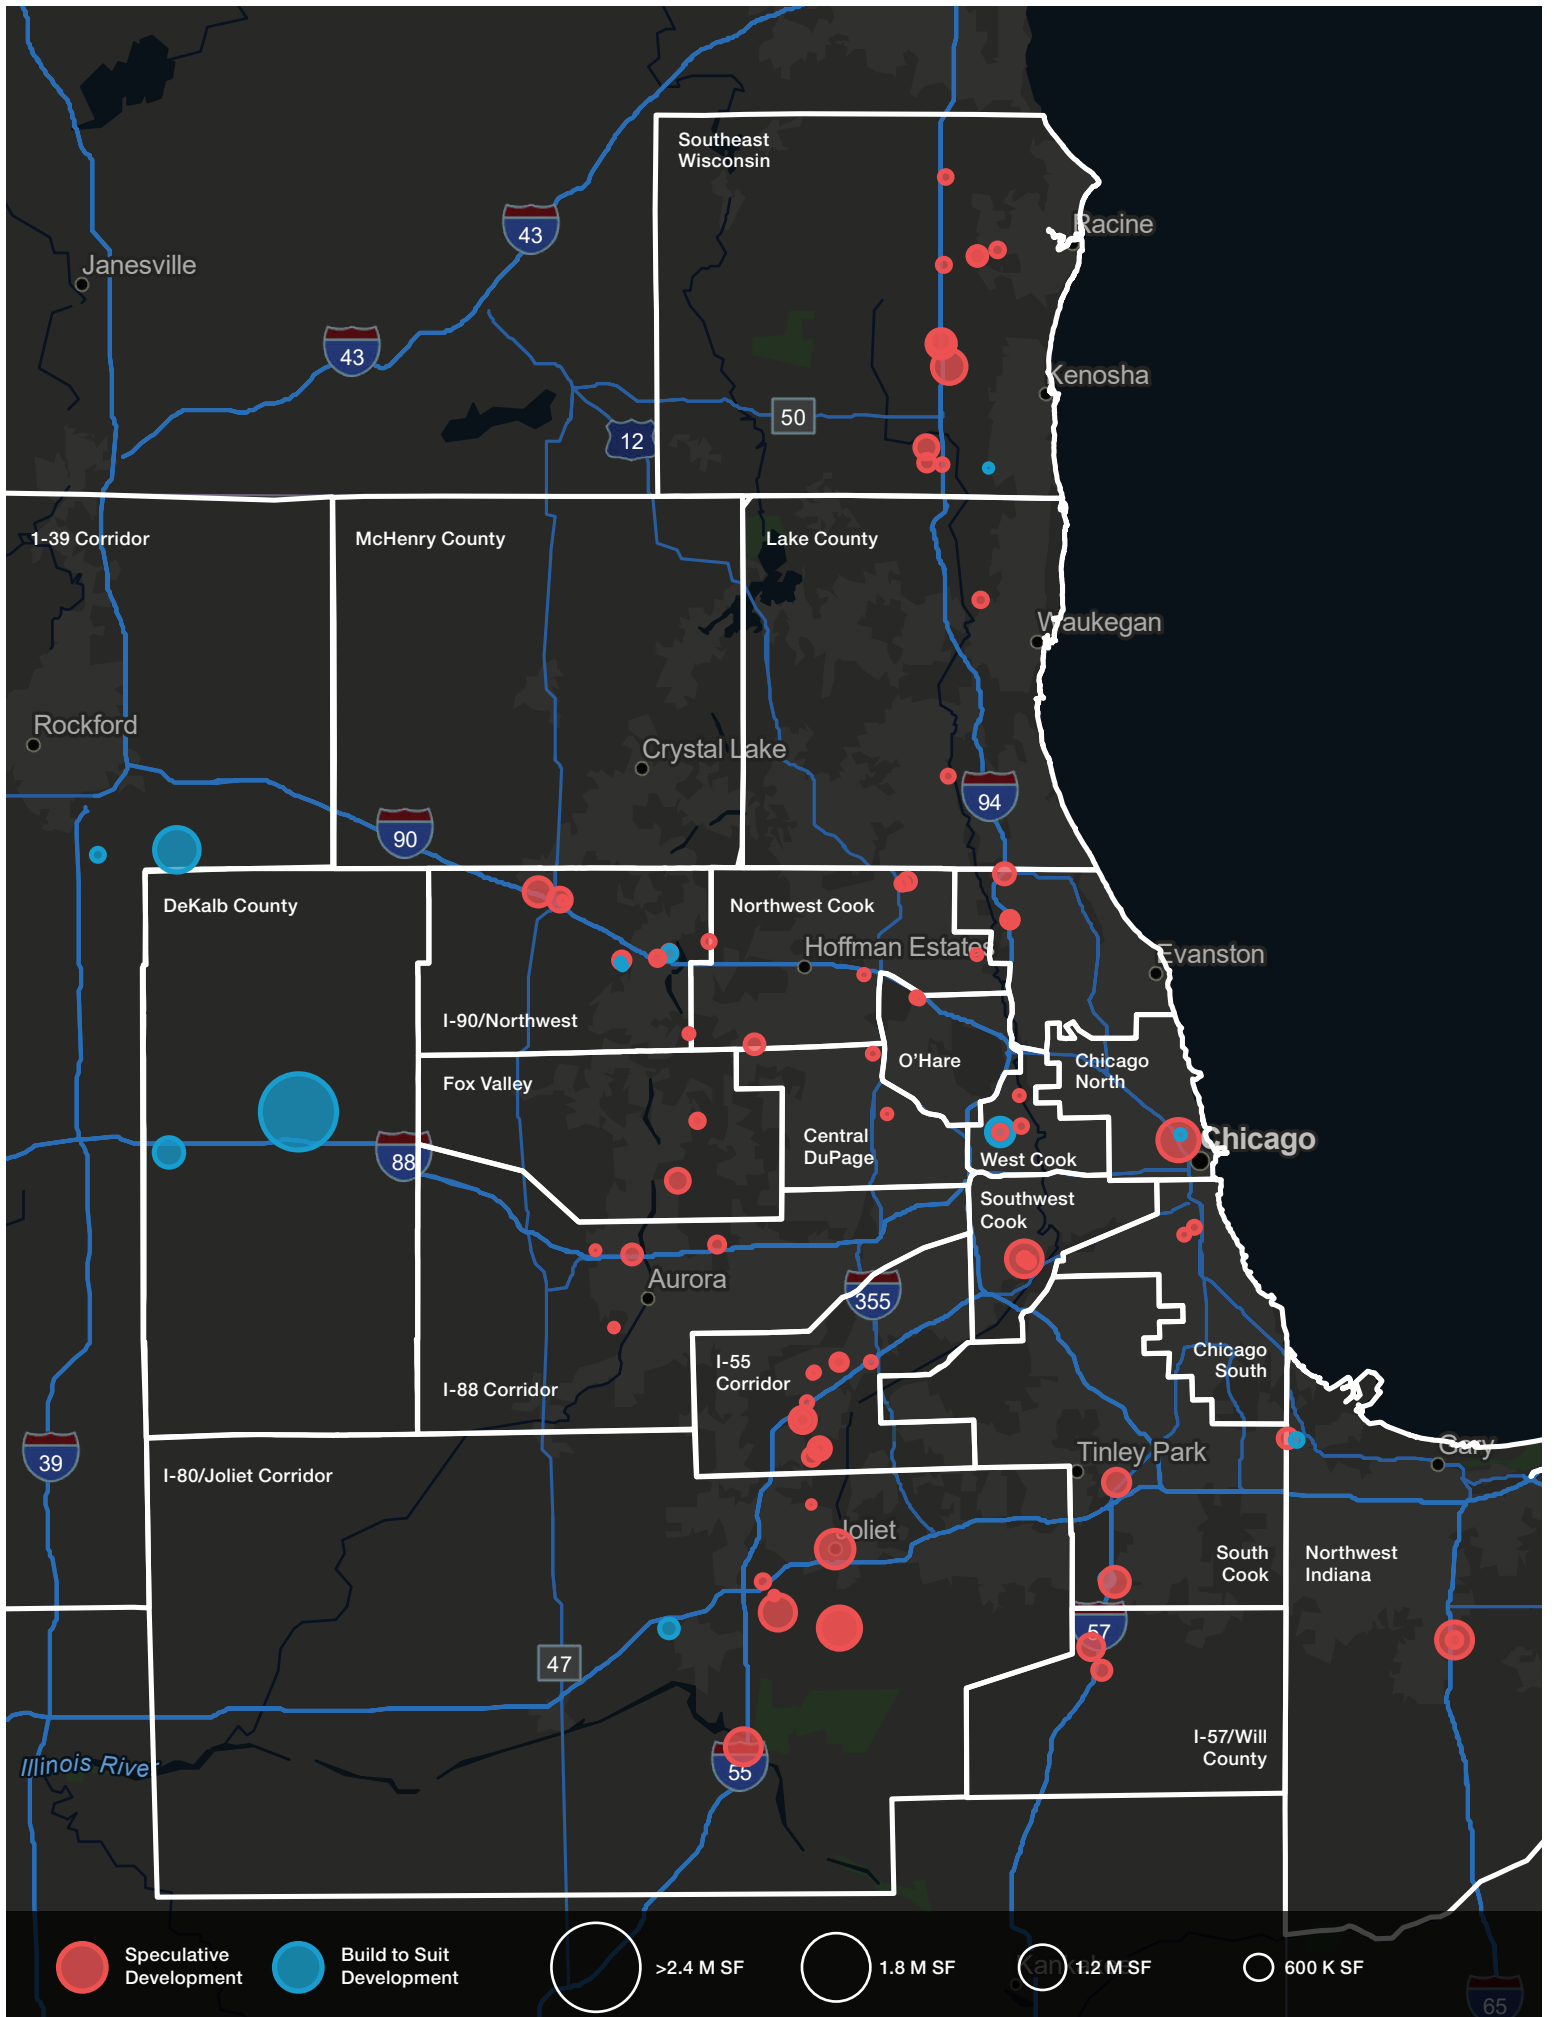 Southeast
Wisconsin
Racine
43
Janesville
43
Kenosha
50
12
1-39 Corridor
McHenry County
Lake County
Waukegan
Rockford
Crystal Lake
94
90
DeKalb County
Northwest Cook
Hoffman Estates
Evanston
I-90/Northwest
O'Hare
Chicago
North
Fox Valley
Central
DuPage
Chicago
West Cook
88
Southwest
Cook
Aurora
355
Chicago
South
I-55
Corridor
I-88 Corridor
39
Tinley Park
Gary
I-80/Joliet Corridor
Joliet
South
Cook
Northwest
Indiana
57
47
I-57/Will
County
Illinois River
55
Speculative
Development
Build to Suit
Development
>2.4 M SF
1.8 M SF
1.2 M SF
600 K SF
65